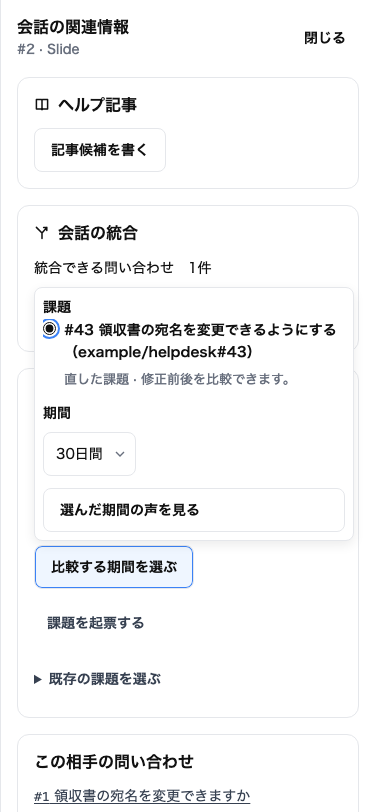 会話の関連情報
#2 · Slide
閉じる
ヘルプ記事
記事候補を書く
会話の統合
統合できる問い合わせ 1件
課題
#43 領収書の宛名を変更できるようにする
（example/helpdesk#43）
直した課題・修正前後を比較できます。
期間
30日間
選んだ期間の声を見る
比較する期間を選ぶ
課題を起票する
既存の課題を選ぶ
この相手の問い合わせ
#1 領収書の宛名を変更できますか